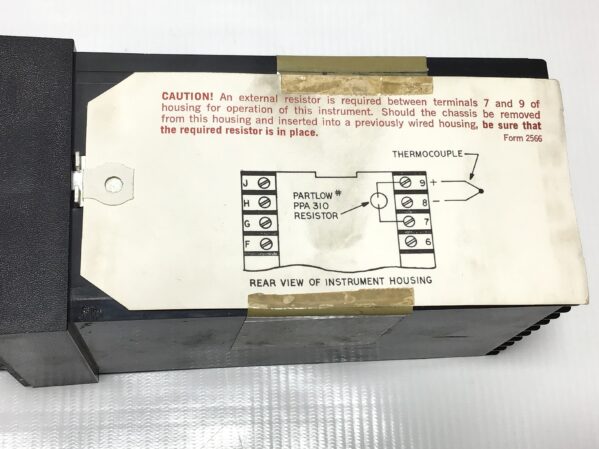 CAUTION! An external resistor is required between terminals 7 and 9 of
housing for operation of this instrument. Should the chassis be removed
from this housing and inserted into a previously wired housing, be sure that
the required resistor is in place.
Form 2566
THERMOCOUPLE
J
H
G
F
PARTLOW #
PPA 310
RESISTOR
9 +
8 –
7
6
REAR VIEW OF INSTRUMENT HOUSING